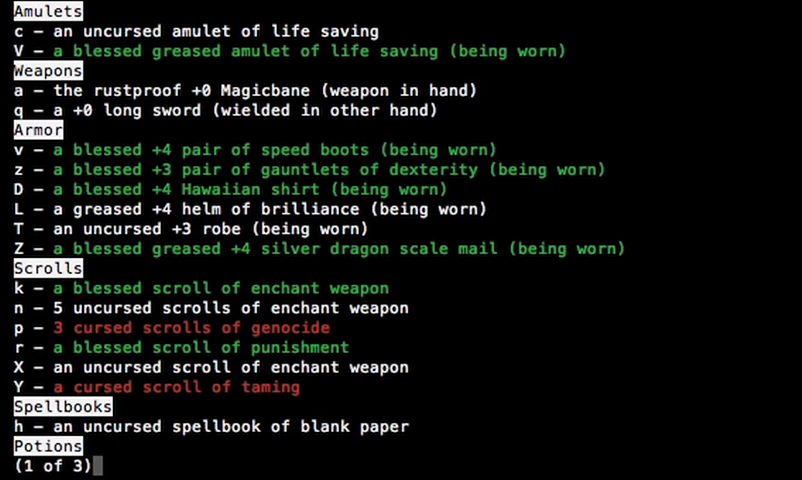 Amulets
c – an uncursed amulet of life saving
V – a blessed greased amulet of life saving (being worn)
Weapons
a – the rustproof +0 Magicbane (weapon in hand)
q – a +0 long sword (wielded in other hand)
Armor
v – a blessed +4 pair of speed boots (being worn)
z – a blessed +3 pair of gauntlets of dexterity (being worn)
D – a blessed +4 Hawaiian shirt (being worn)
L – a greased +4 helm of brilliance (being worn)
T – an uncursed +3 robe (being worn)
Z – a blessed greased +4 silver dragon scale mail (being worn)
Scrolls
k – a blessed scroll of enchant weapon
n – 5 uncursed scrolls of enchant weapon
p – 3 cursed scrolls of genocide
r – a blessed scroll of punishment
X – an uncursed scroll of enchant weapon
Y – a cursed scroll of taming
Spellbooks
h – an uncursed spellbook of blank paper
Potions
(1 of 3)